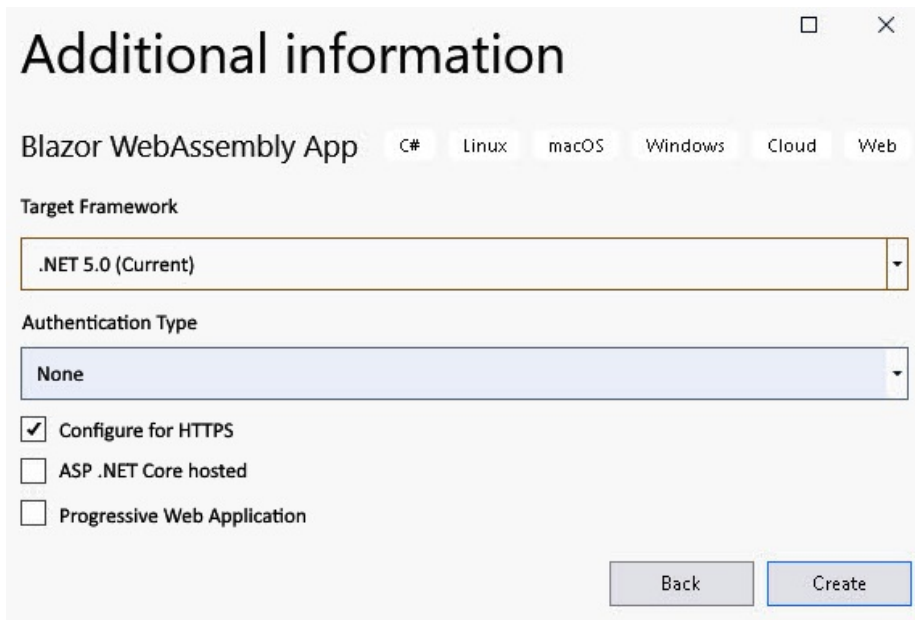 Additional information
Blazor WebAssembly App C# Linux macOS Windows Cloud Web
Target Framework
.NET 5.0 (Current)
Authentication Type
None
Configure for HTTPS
ASP .NET Core hosted
Progressive Web Application
Back Create